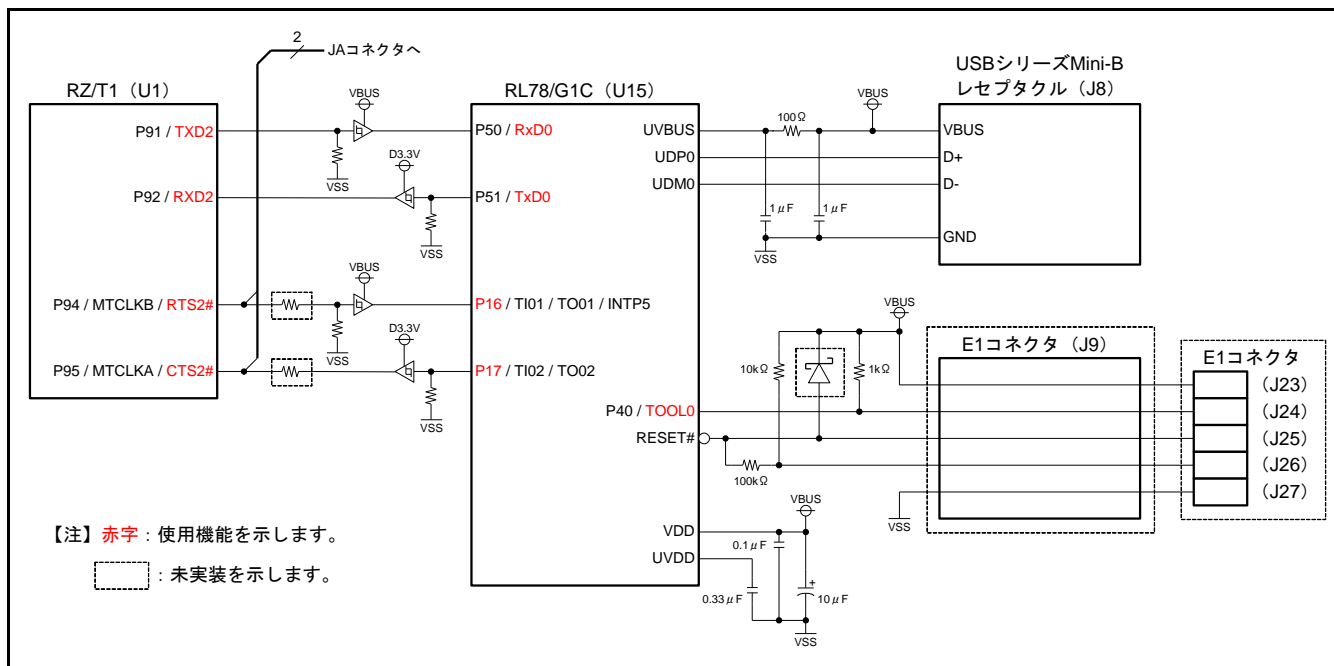 2
JAコネクタへ
RZ/T1（U1）
RL78/G1C（U15）
USBシリーズMini-B
レセプタクル（J8）
VBUS
VBUS
P91 / TXD2
P50 / RxD0
UVBUS
100Ω
VBUS
VSS
D3.3V
UDP0
D+
P92 / RXD2
P51 / TxD0
UDM0
D-
VSS
1μF
1μF
GND
VSS
VBUS
P94 / MTCLKB / RTS2#
P16 / TI01 / TO01 / INTP5
VSS
D3.3V
VBUS
P95 / MTCLKA / CTS2#
P17 / TI02 / TO02
VSS
10kΩ
1kΩ
E1コネクタ（J9）
E1コネクタ
（J23）
P40 / TOOL0
（J24）
RESET#
（J25）
100kΩ
（J26）
（J27）
VSS
VBUS
VDD
0.1μF
UVDD
0.33μF
+
10μF
VSS
【注】赤字：使用機能を示します。
：未実装を示します。